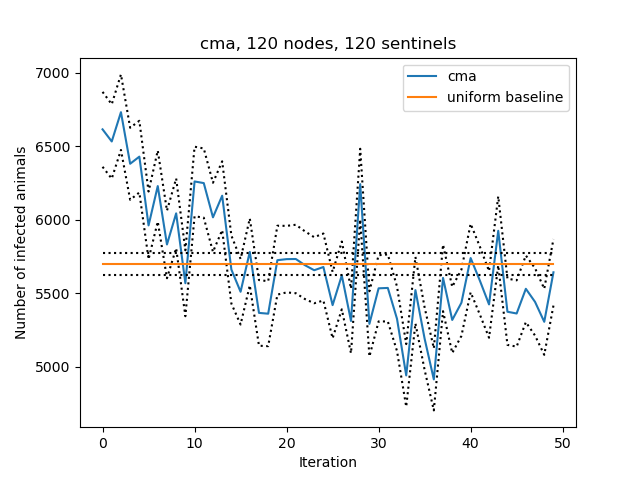 cma, 120 nodes, 120 sentinels
cma
uniform baseline
Number of infected animals
7000
6500
6000
5500
5000
0 10 20 30 40 50
Iteration